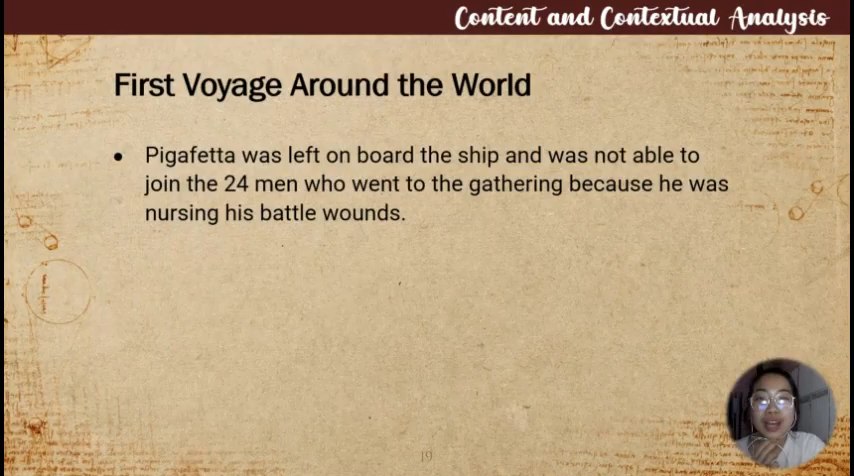 Content and Contextual Analysis
First Voyage Around the World
• Pigafetta was left on board the ship and was not able to
join the 24 men who went to the gathering because he was
nursing his battle wounds.
19